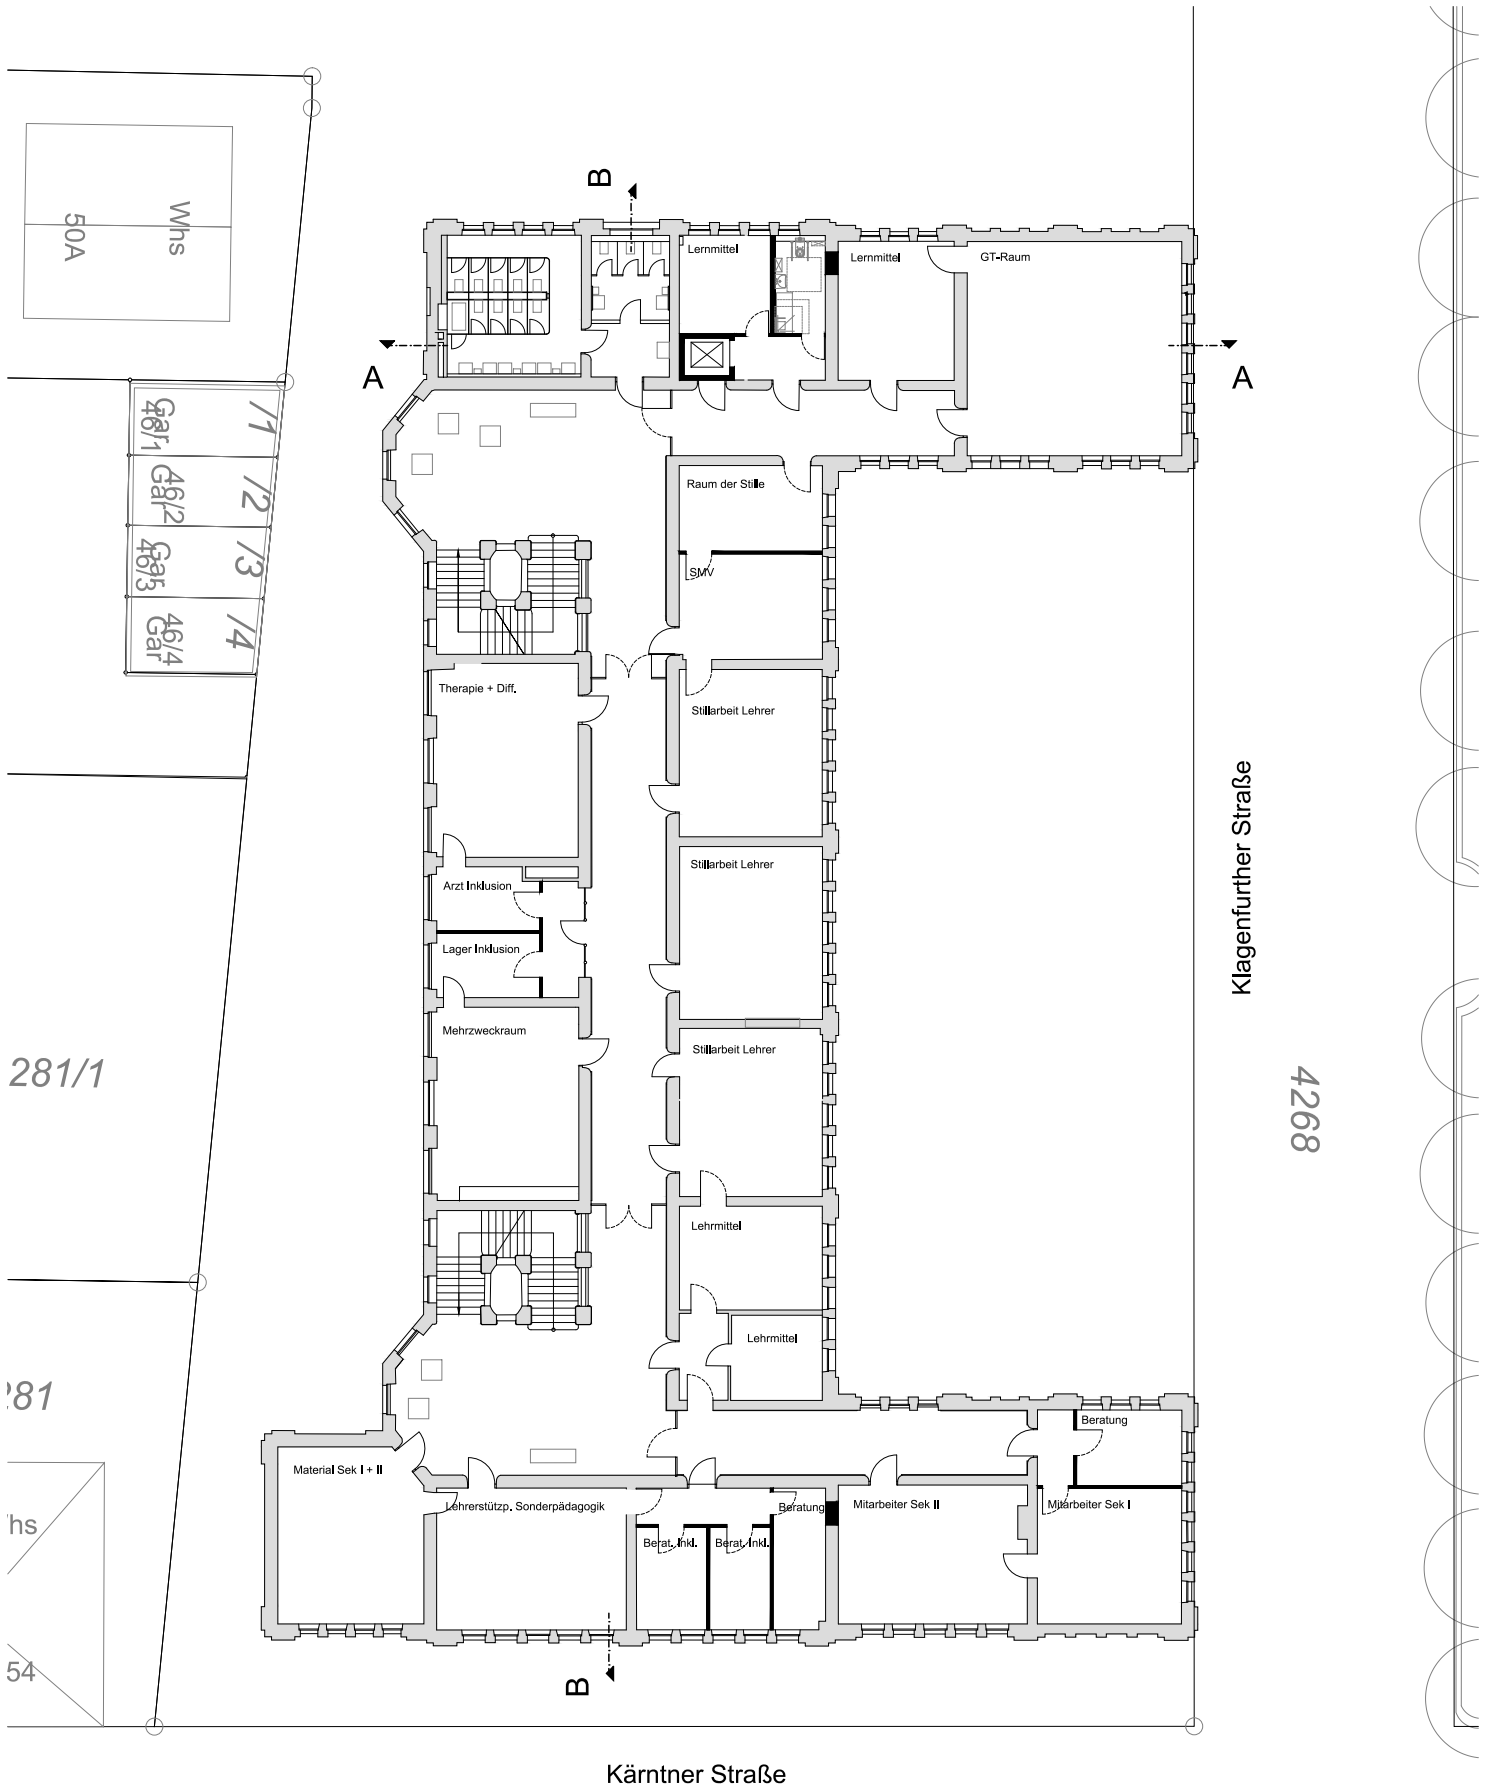 B
Whs
50A
Lernmittel
Lernmittel
GT-Raum
A
A
/1
Gar
46/1
/2
46/2
Gar
/3
Gar
46/3
/4
46/4
Gar
Raum der Stille
SMV
Therapie + Diff.
Stillarbeit Lehrer
Klagenfurther Straße
Stillarbeit Lehrer
Arzt Inklusion
Lager Inklusion
Mehrzweckraum
Stillarbeit Lehrer
281/1
4268
Lehrmittel
Lehrmittel
281
Beratung
Material Sek I + II
Lehrerstützp. Sonderpädagogik
Beratung
Mitarbeiter Sek II
Mitarbeiter Sek I
hs
Berat. Inkl.
Berat. Inkl.
54
B
Kärntner Straße